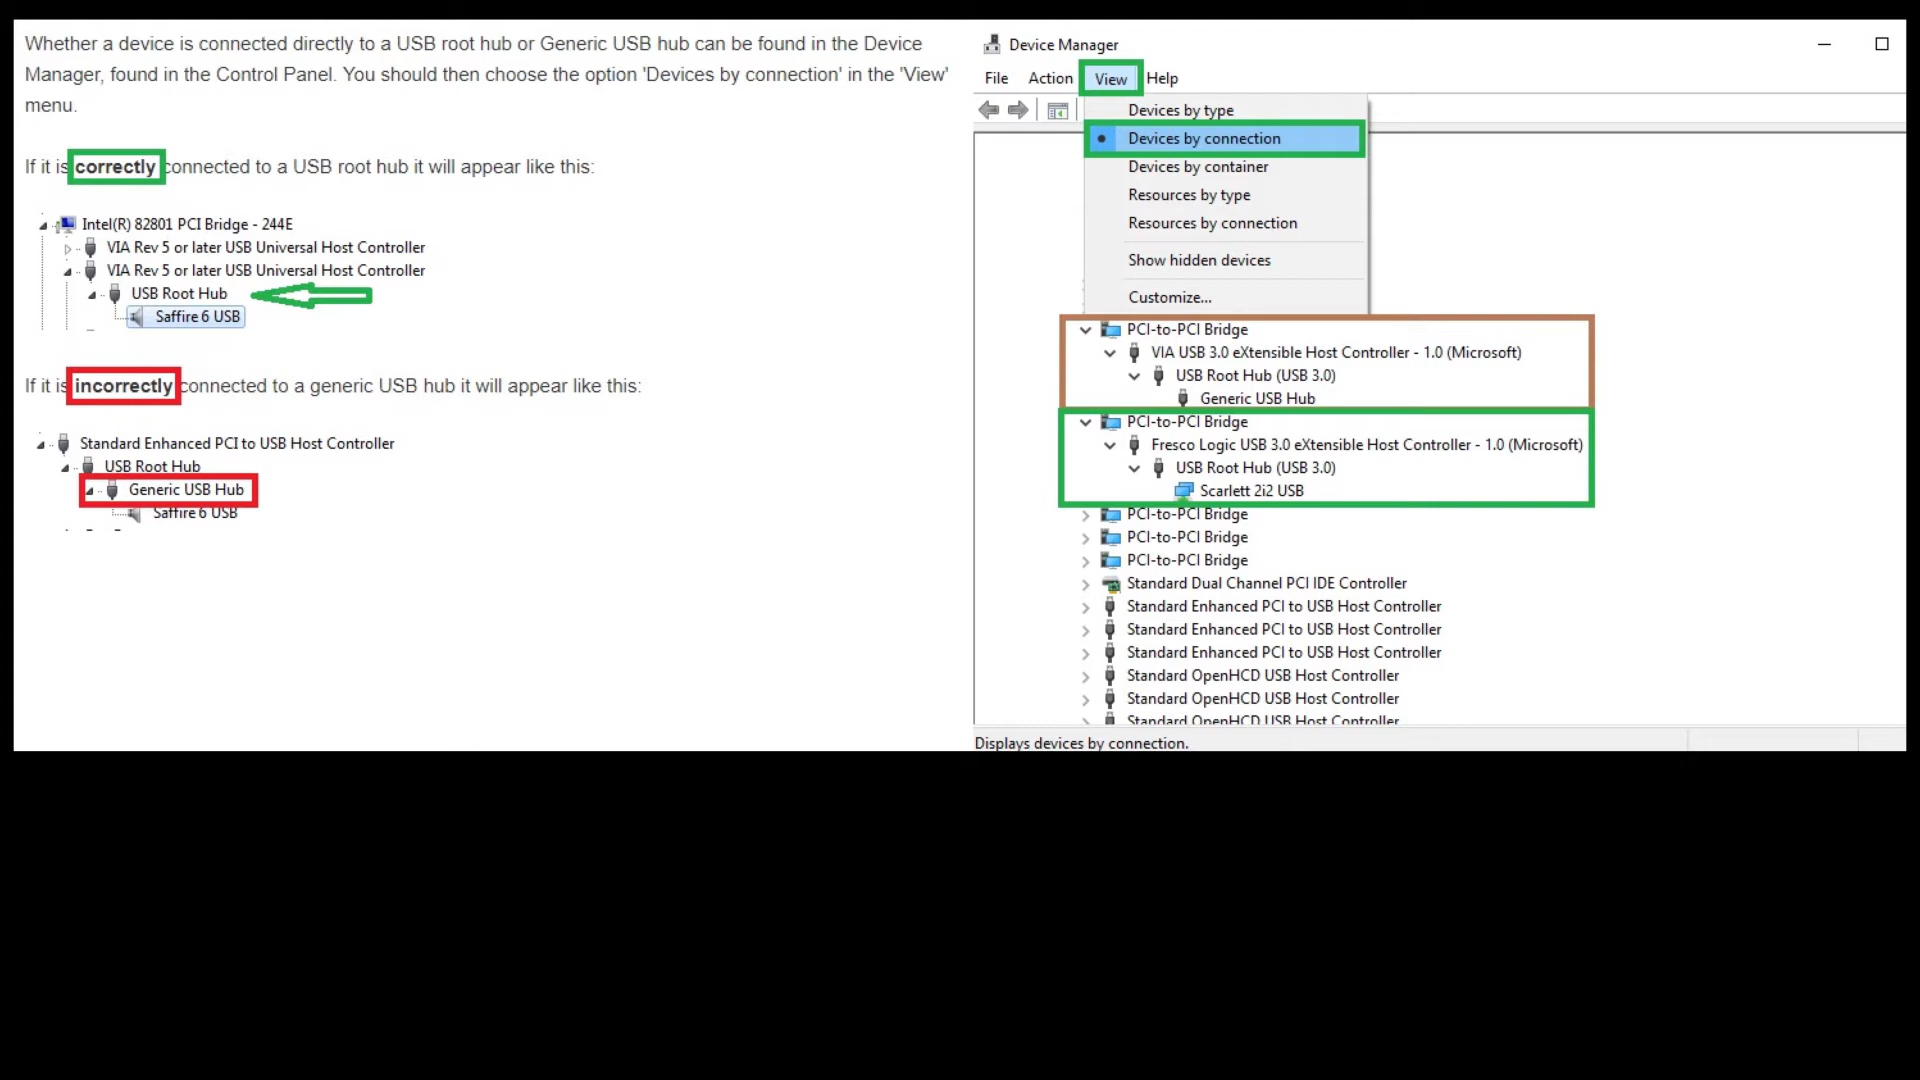 Whether a device is connected directly to a USB root hub or Generic USB hub can be found in the Device
Manager, found in the Control Panel. You should then choose the option 'Devices by connection' in the 'View'
menu.
If it is correctly connected to a USB root hub it will appear like this:
Intel(R) 82801 PCI Bridge - 244E
VIA Rev 5 or later USB Universal Host Controller
VIA Rev 5 or later USB Universal Host Controller
USB Root Hub
Saffire 6 USB
If it is incorrectly connected to a generic USB hub it will appear like this:
Standard Enhanced PCI to USB Host Controller
USB Root Hub
Generic USB Hub
Saffire 6 USB
Device Manager
File Action View Help
Devices by type
Devices by connection
Devices by container
Resources by type
Resources by connection
Show hidden devices
Customize...
PCI-to-PCI Bridge
VIA USB 3.0 eXtensible Host Controller - 1.0 (Microsoft)
USB Root Hub (USB 3.0)
Generic USB Hub
PCI-to-PCI Bridge
Fresco Logic USB 3.0 eXtensible Host Controller - 1.0 (Microsoft)
USB Root Hub (USB 3.0)
Scarlett 2i2 USB
PCI-to-PCI Bridge
PCI-to-PCI Bridge
PCI-to-PCI Bridge
Standard Dual Channel PCI IDE Controller
Standard Enhanced PCI to USB Host Controller
Standard Enhanced PCI to USB Host Controller
Standard Enhanced PCI to USB Host Controller
Standard OpenHCD USB Host Controller
Standard OpenHCD USB Host Controller
Standard OpenHCD USB Host Controller
Displays devices by connection.